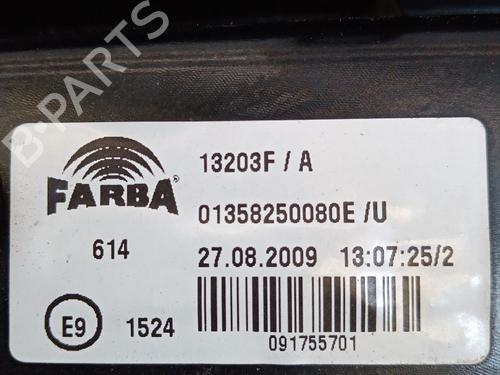 FARBA®
614
13203F / A
01358250080E /U
27.08.2009 13:07:25/2
E9 1524
091755701
B-PARTS